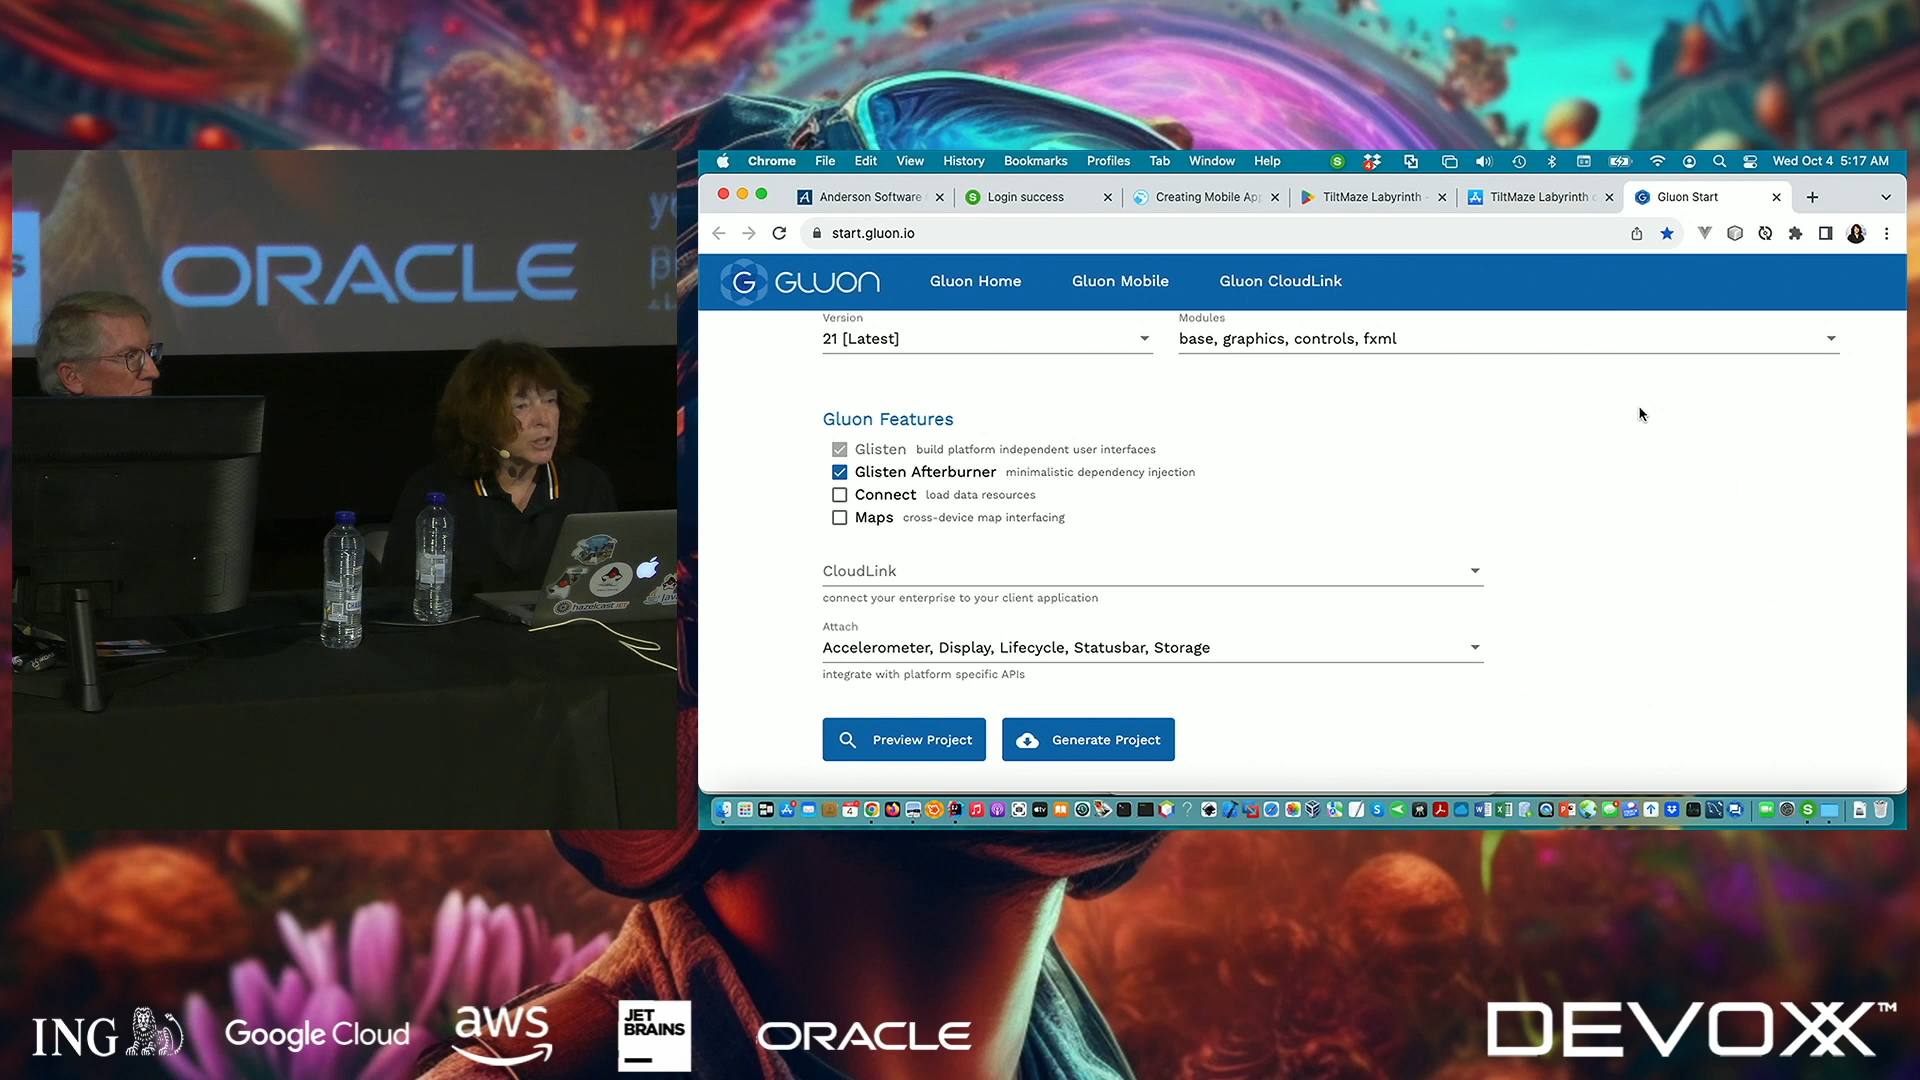 ORACLE
hazelcast JET
Chrome File Edit View History Bookmarks Profiles Tab Window Help Wed Oct 4 5:17 AM
Anderson Software
Login success
Creating Mobile App
TiltMaze Labyrinth -
TiltMaze Labyrinth o
Gluon Start
start.gluon.io
GLUON Gluon Home Gluon Mobile Gluon CloudLink
Version
21 [Latest]
Modules
base, graphics, controls, fxml
Gluon Features
Glisten build platform independent user interfaces
Glisten Afterburner minimalistic dependency injection
Connect load data resources
Maps cross-device map interfacing
CloudLink
connect your enterprise to your client application
Attach
Accelerometer, Display, Lifecycle, Statusbar, Storage
integrate with platform specific APIs
Preview Project
Generate Project
ING
Google Cloud
aws
JET
BRAINS
ORACLE
DEVOXX™